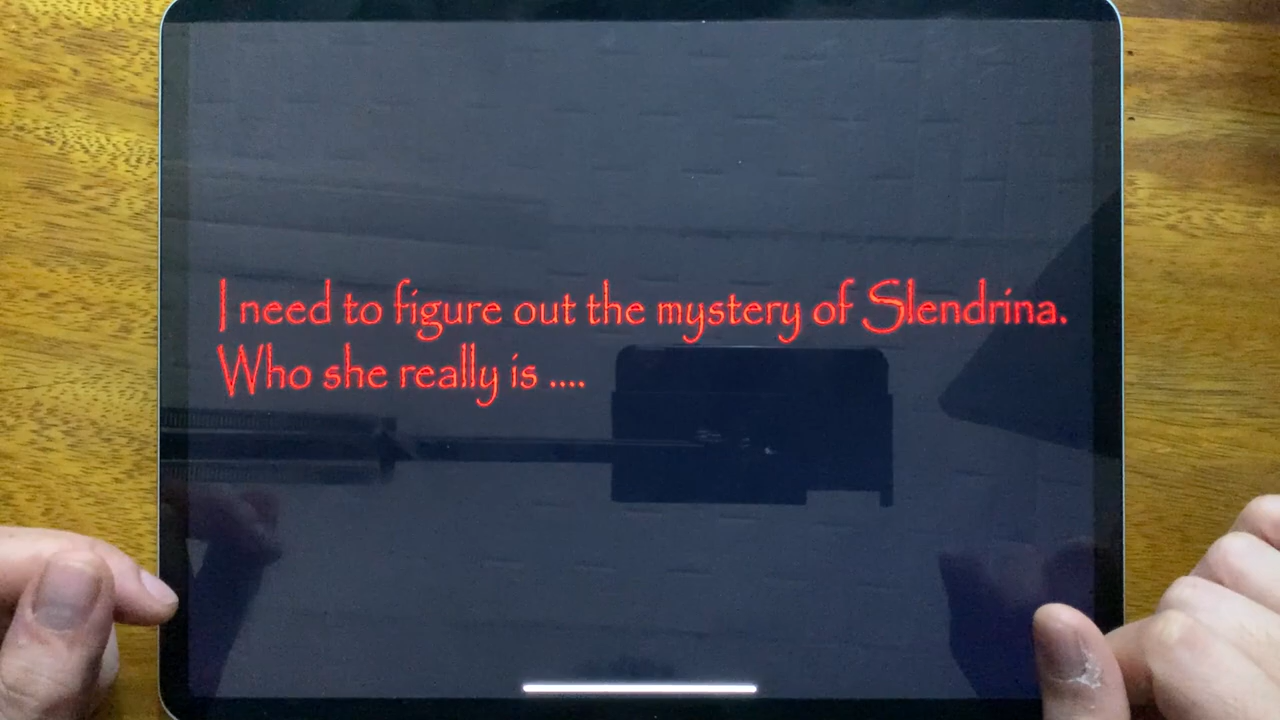 I need to figure out the mystery of Slendrina.
Who she really is ....